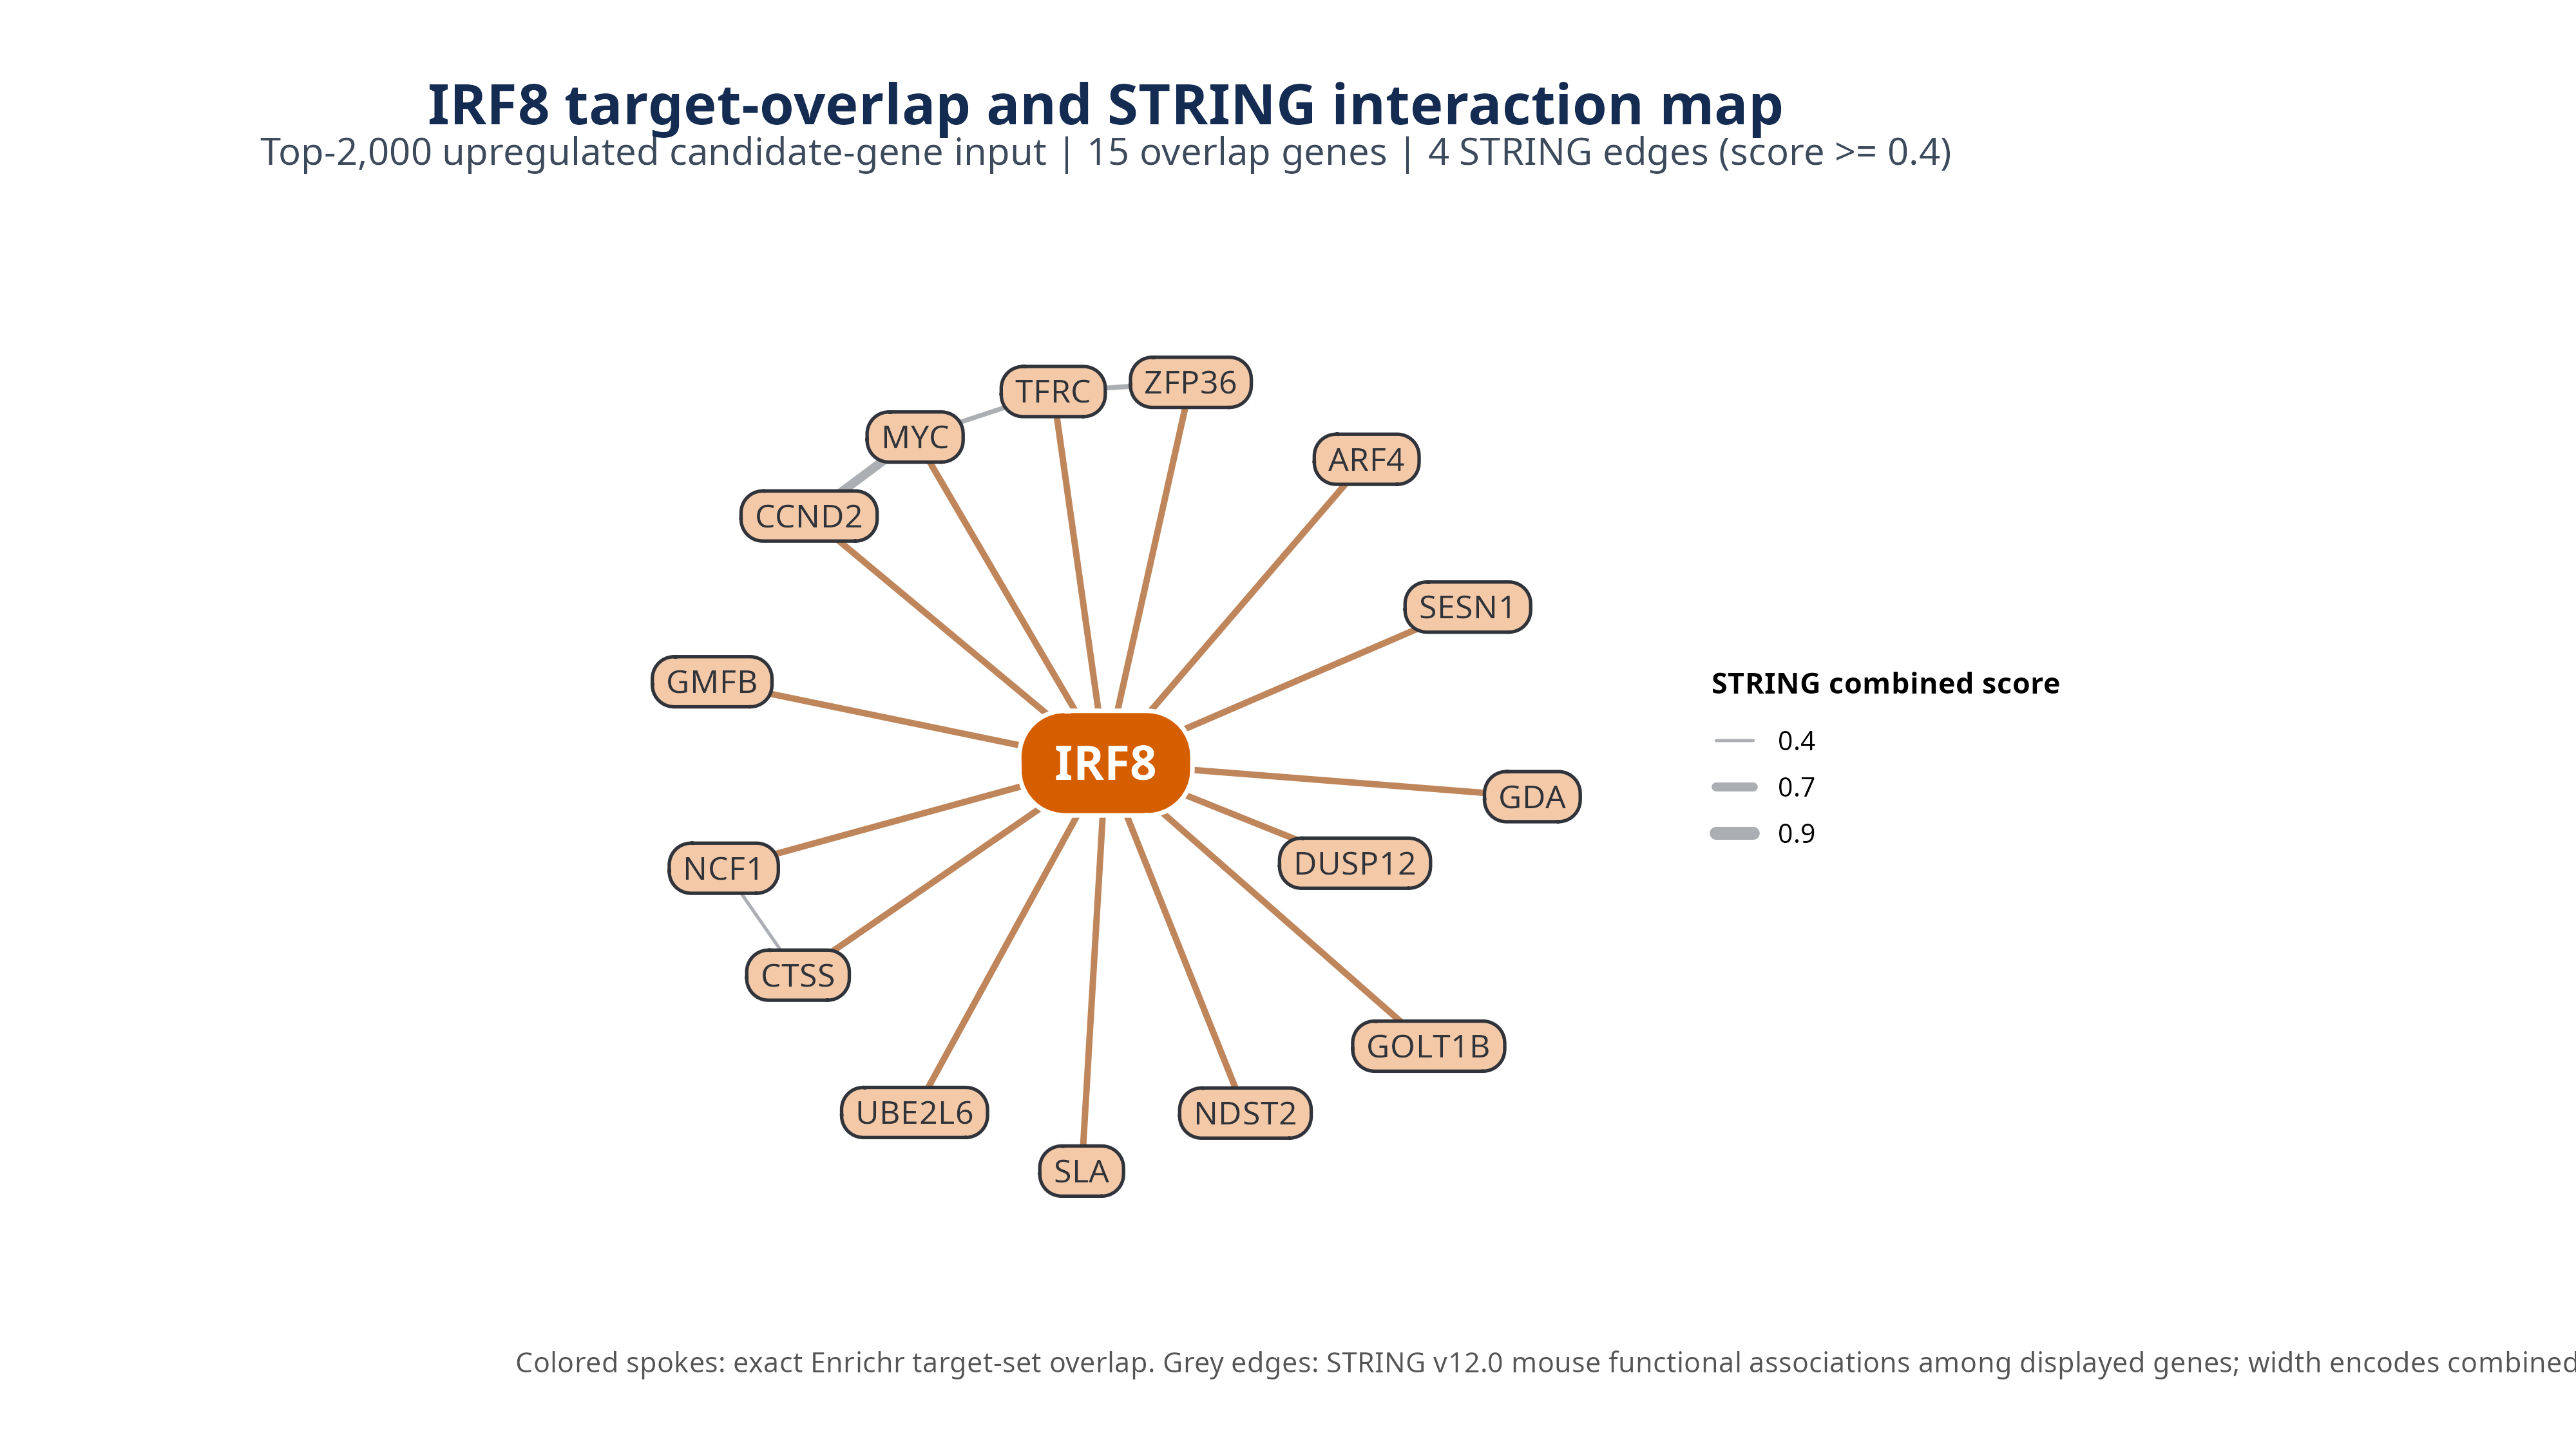 IRF8 target-overlap and STRING interaction map
Top-2,000 upregulated candidate-gene input | 15 overlap genes | 4 STRING edges (score >= 0.4)
ZFP36
TFRC
MYC
ARF4
CCND2
SESN1
GMFB
STRING combined score
0.4
IRF8
0.7
GDA
0.9
DUSP12
NCF1
CTSS
GOLT1B
UBE2L6
NDST2
SLA
Colored spokes: exact Enrichr target-set overlap. Grey edges: STRING v12.0 mouse functional associations among displayed genes; width encodes combined